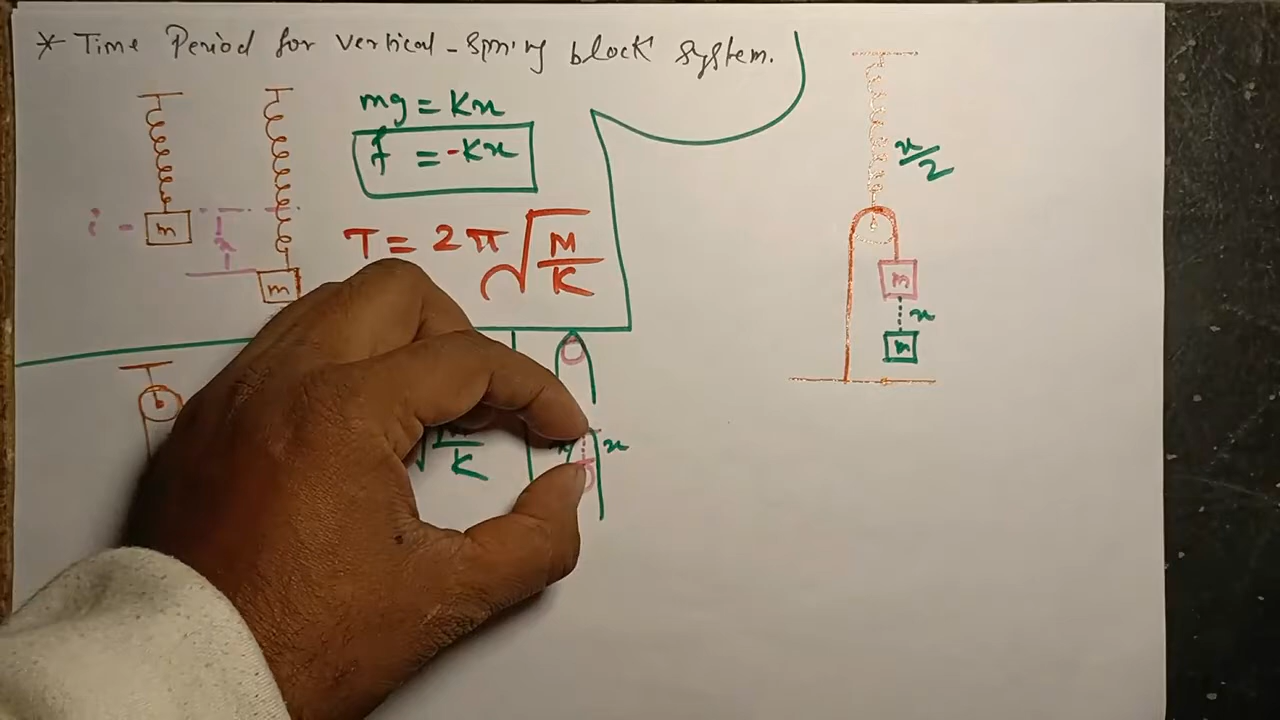 * Time Period for vertical-spring block system.
mg = Kx
f = -Kx
T = 2π √M/K
i -
x
m
m
x/2
m
x
m
K
x